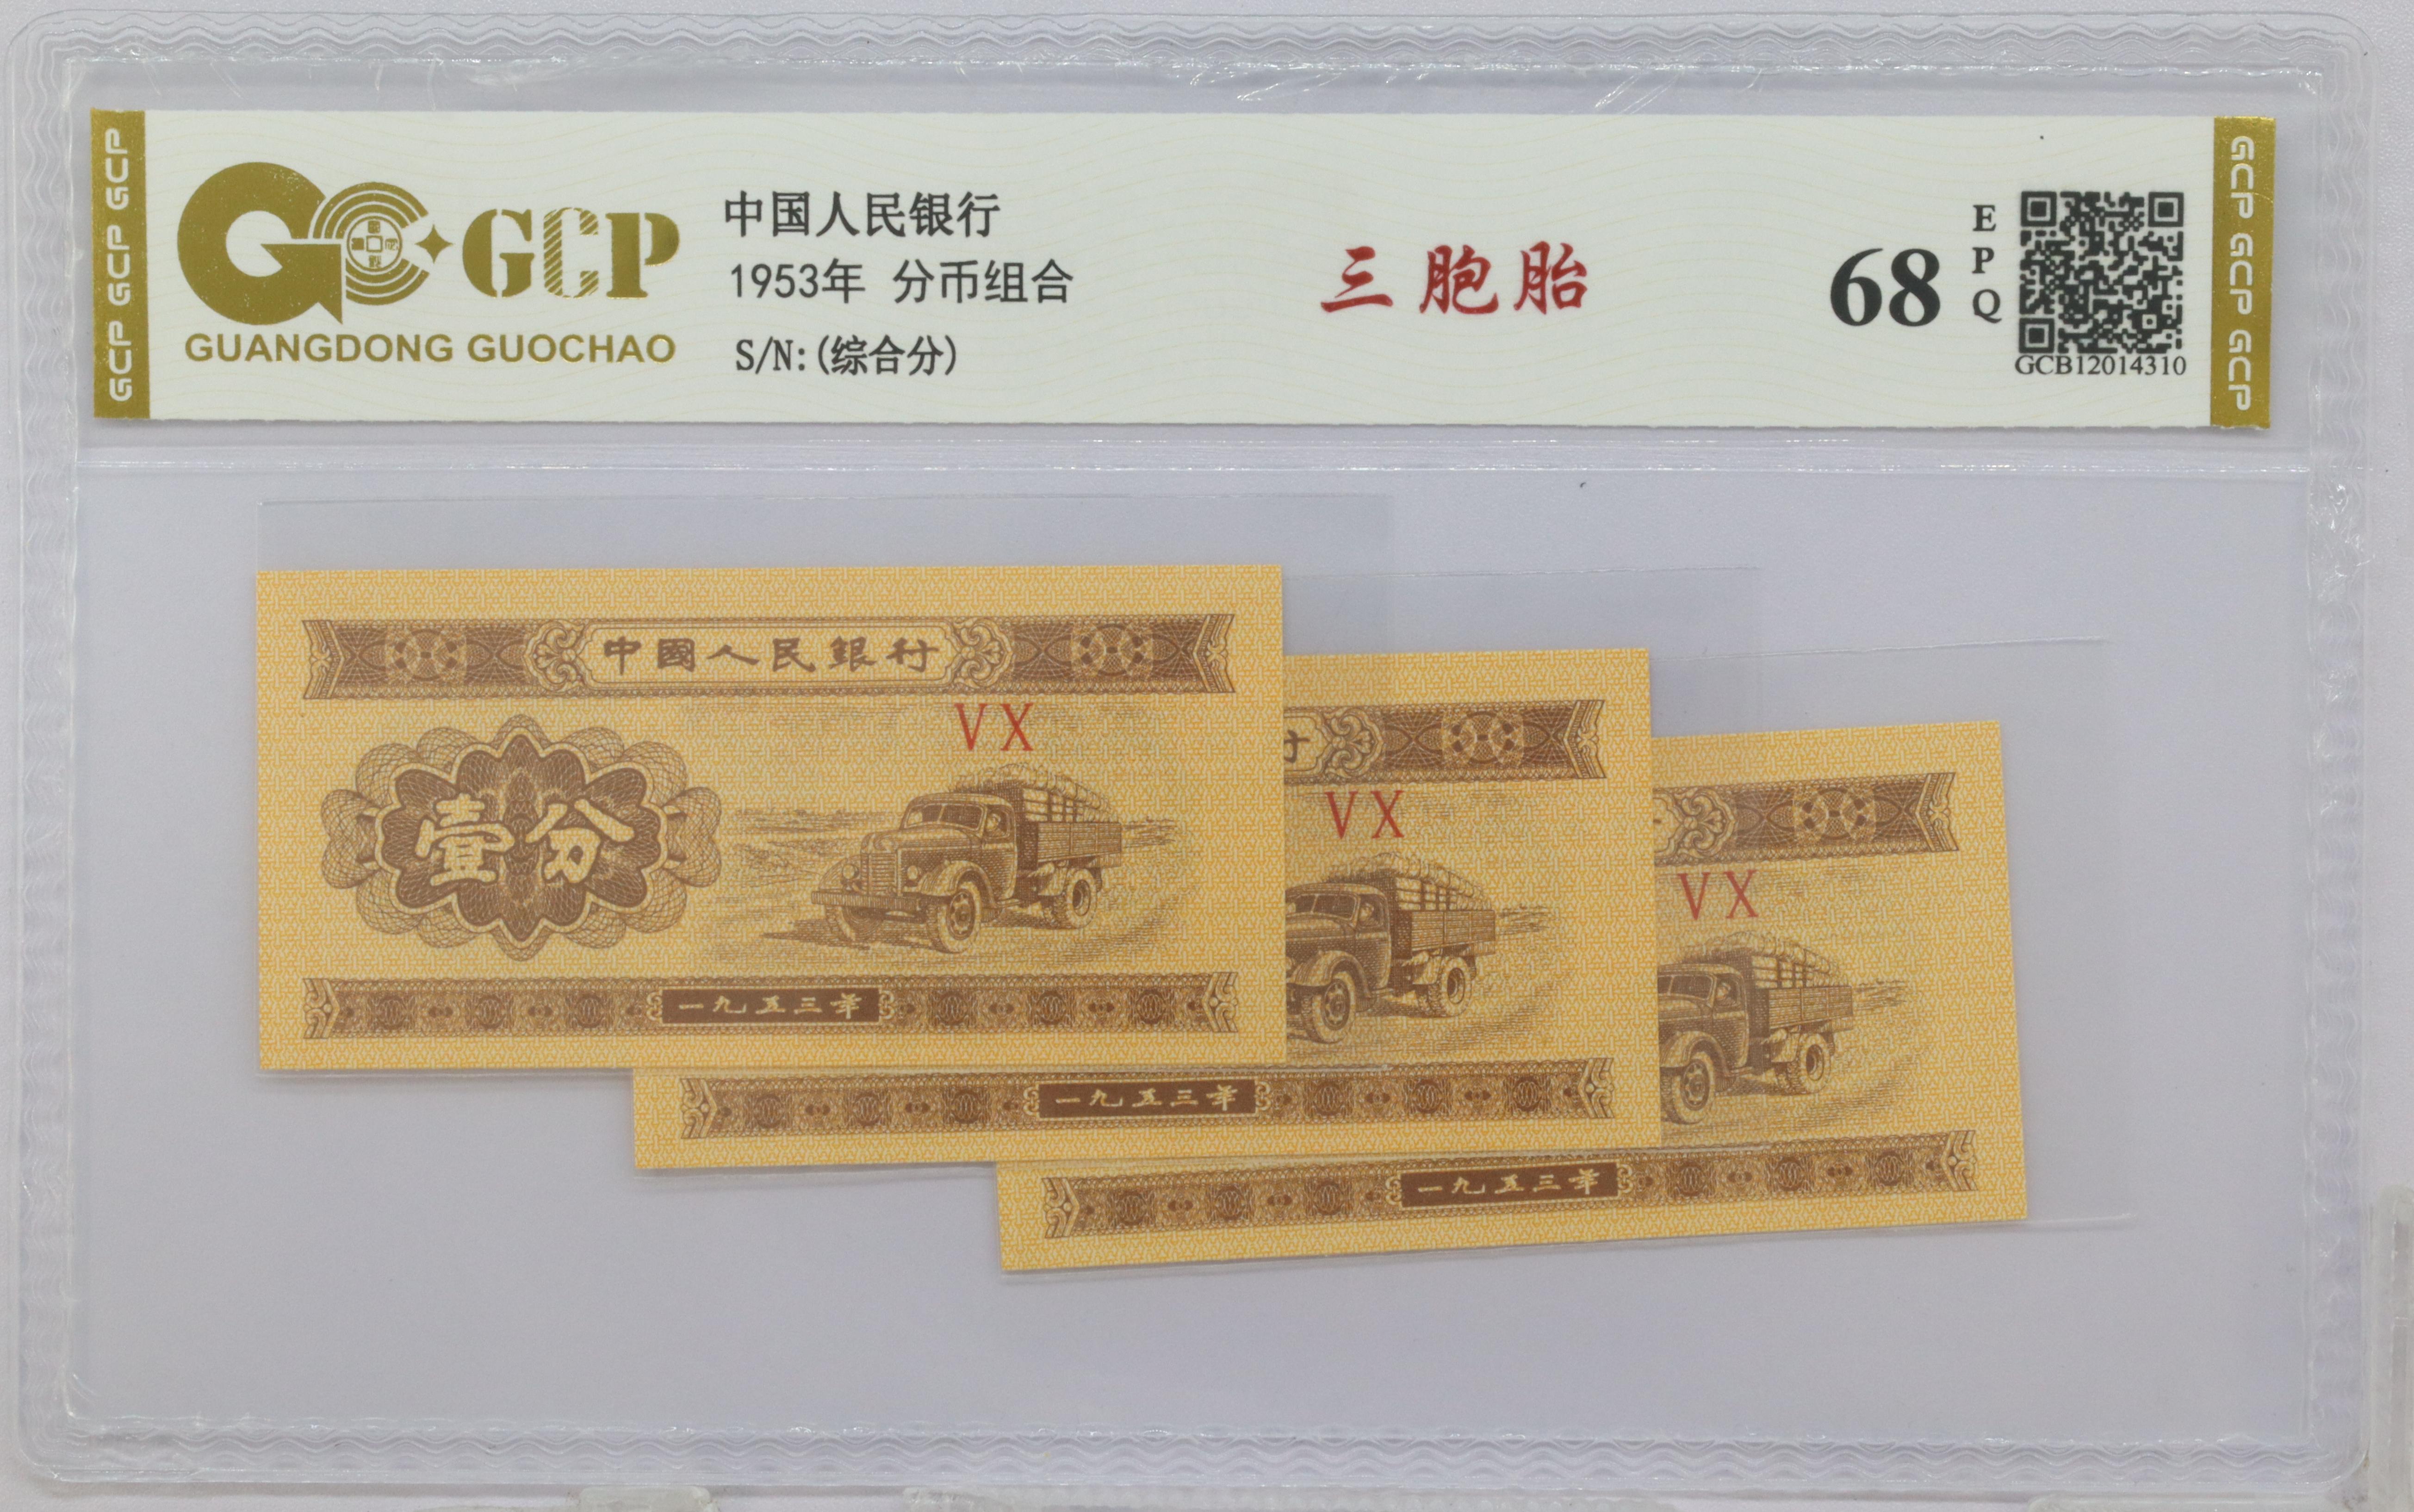 GCP GCP GCP
GCP
GUANGDONG GUOCHAO
中国人民银行
1953年 分币组合
S/N:(综合分)
三胞胎
68
EPQ
GCB12014310
GCP GCP GCP
中國人民銀行
VX
壹分
一九五三年
VX
一九五三年
VX
一九五三年